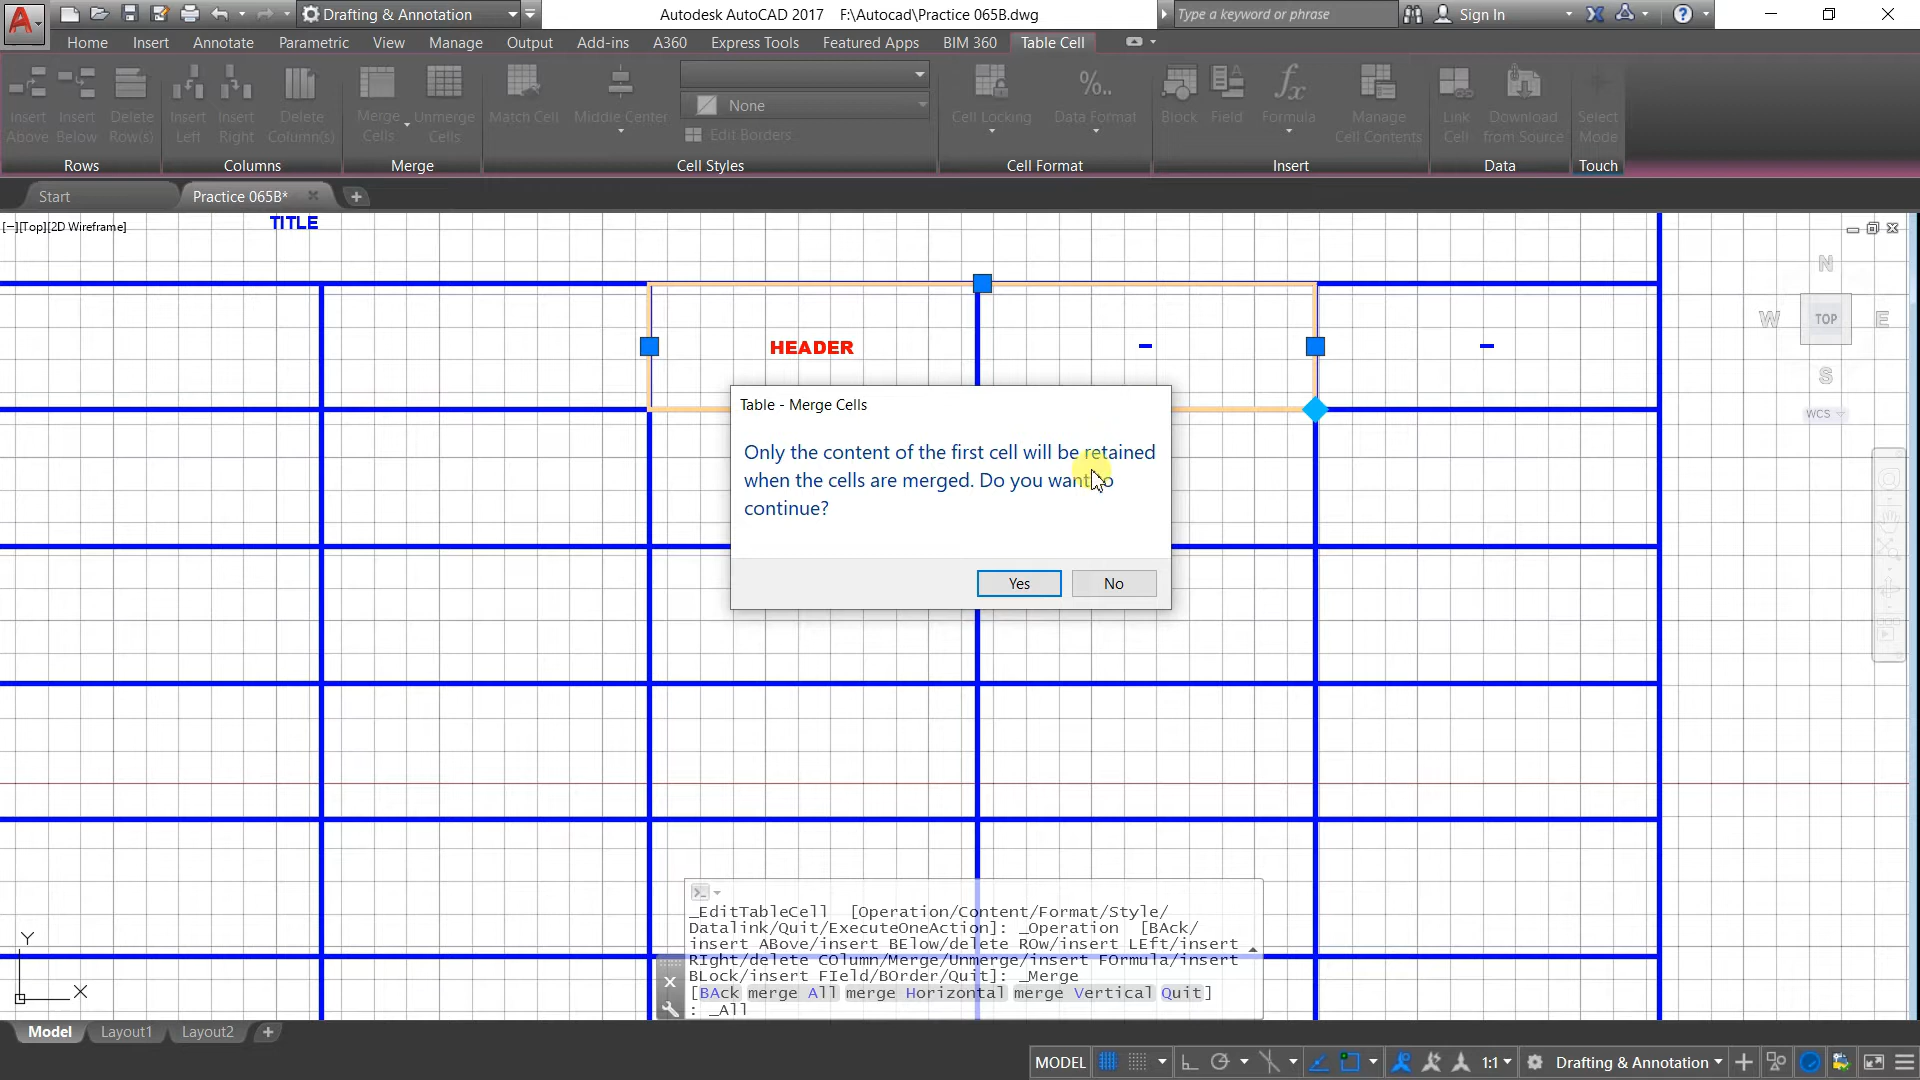 Drafting & Annotation
Autodesk AutoCAD 2017 F:\Autocad\Practice 065B.dwg
Type a keyword or phrase
Sign In
Home Insert Annotate Parametric View Manage Output Add-ins A360 Express Tools Featured Apps BIM 360 Table Cell
Insert Above
Insert Below
Delete Row(s)
Insert Left
Insert Right
Delete Column(s)
Merge Cells
Unmerge Cells
Match Cell
Middle Center
None
Edit Borders
Cell Locking
Data Format
Block
Field
Formula
Manage Cell Contents
Link Cell
Download from Source
Select Mode
Rows Columns Merge Cell Styles Cell Format Insert Data Touch
Start Practice 065B*
[−][Top][2D Wireframe]
TITLE
N
W TOP E
S
WCS
HEADER - -
Table - Merge Cells
Only the content of the first cell will be retained
when the cells are merged. Do you want to
continue?
Yes No
_EditTableCell [Operation/Content/Format/Style/
Datalink/Quit/ExecuteOneAction]: _Operation [BAck/
insert ABove/insert BElow/delete ROw/insert LEft/insert
RIght/delete COlumn/Merge/Unmerge/insert FOrmula/insert
BLock/insert FIeld/BOrder/Quit]: _Merge
[BAck merge All merge Horizontal merge Vertical Quit]
: _All
Y
X
Model Layout1 Layout2
MODEL 1:1 Drafting & Annotation